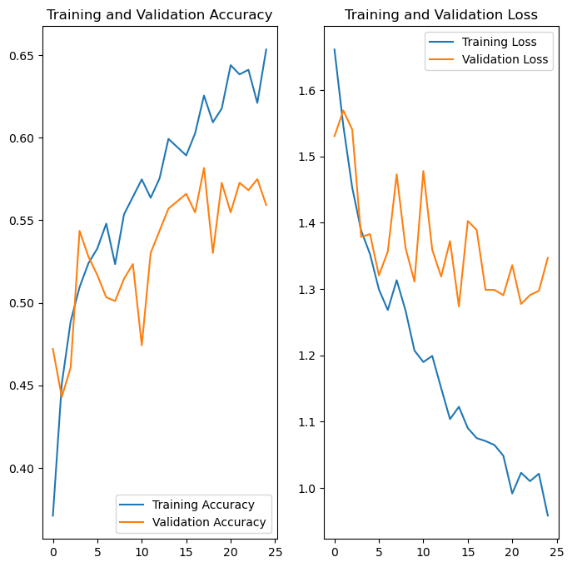 Training and Validation Accuracy
0.65
0.60
0.55
0.50
0.45
0.40
Training Accuracy
Validation Accuracy
0 5 10 15 20 25
Training and Validation Loss
Training Loss
Validation Loss
1.6
1.5
1.4
1.3
1.2
1.1
1.0
0 5 10 15 20 25